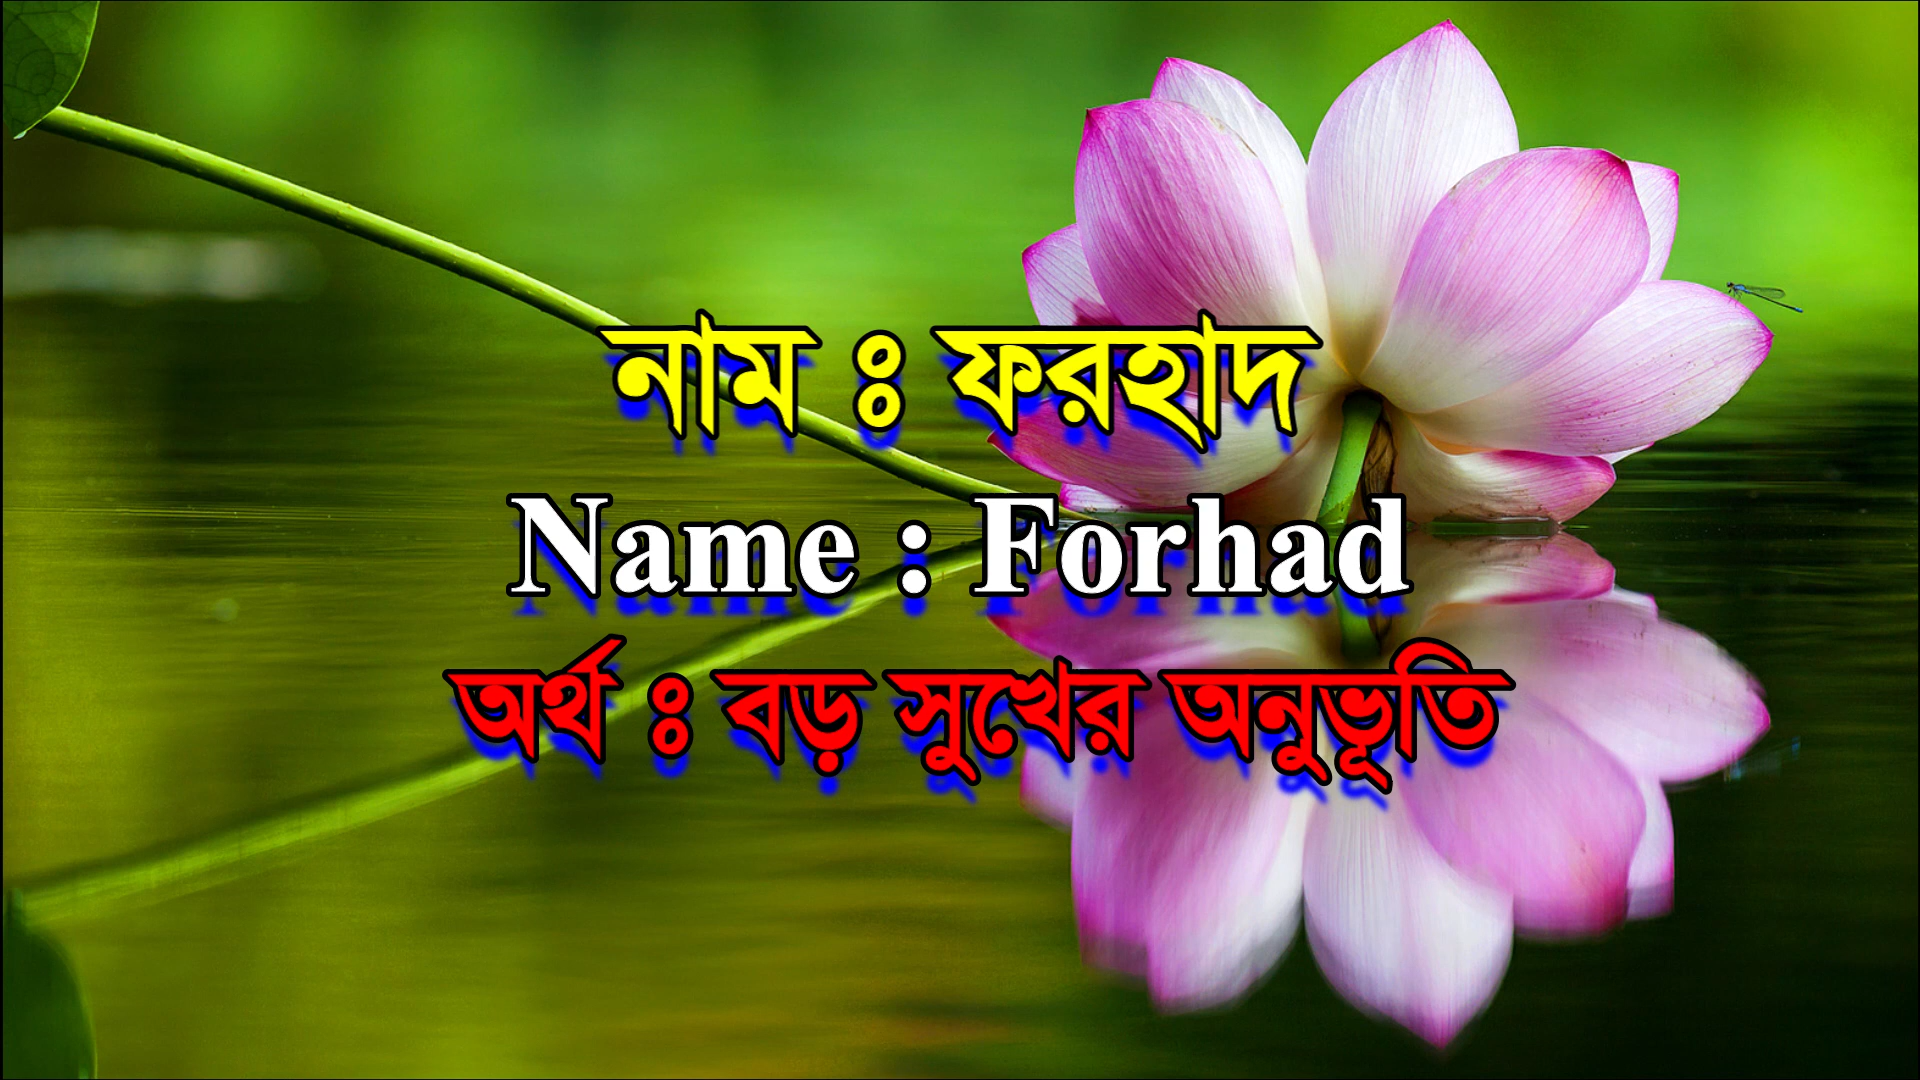 নাম ঃ ফরহাদ
Name : Forhad
অর্থ ঃ বড় সুখের অনুভূতি